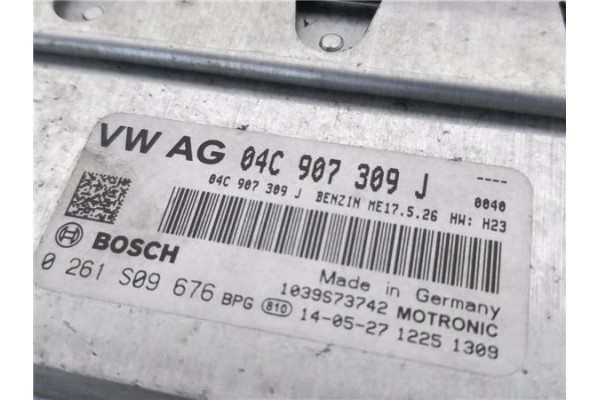 VW AG 04C 907 309 J ----
04C 907 309 J BENZIN ME17.5.26 HW: H23 0040
BOSCH
Made in Germany
0 261 S09 676 BPG 810 1039S73742 MOTRONIC
14-05-27 1225 1309